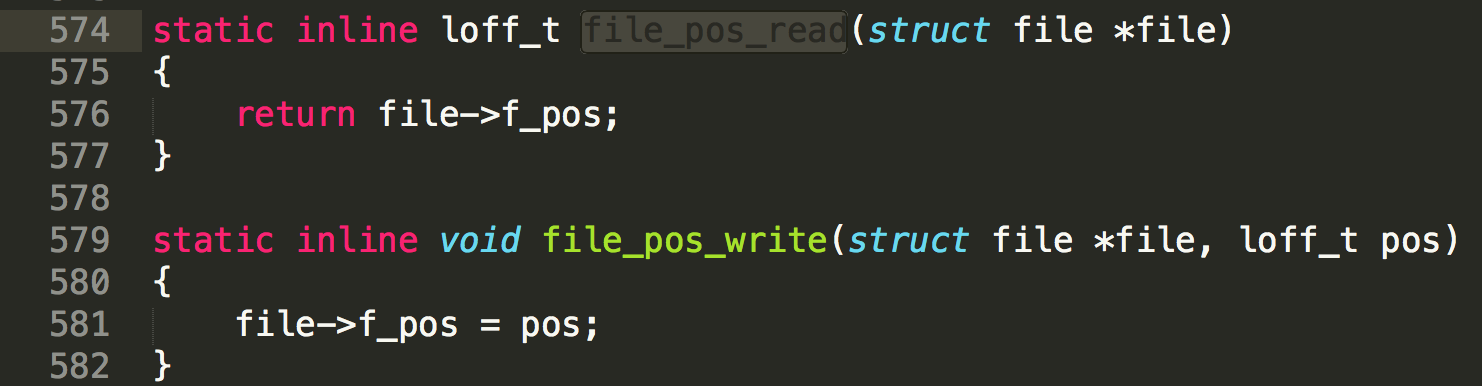 574 static inline loff_t file_pos_read(struct file *file)
575 {
576     return file->f_pos;
577 }
578
579 static inline void file_pos_write(struct file *file, loff_t pos)
580 {
581     file->f_pos = pos;
582 }